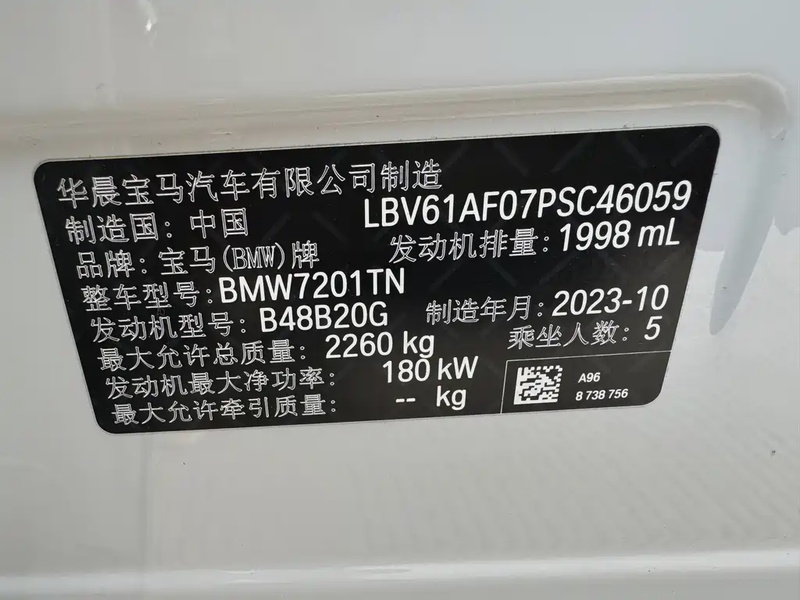 华晨宝马汽车有限公司制造
LBV61AF07PSC46059
制造国: 中国
发动机排量: 1998 mL
品牌: 宝马(BMW)牌
整车型号: BMW7201TN
制造年月: 2023-10
发动机型号: B48B20G
乘坐人数: 5
最大允许总质量: 2260 kg
发动机最大净功率: 180 kW
最大允许牵引质量: -- kg
A96
8 738 756